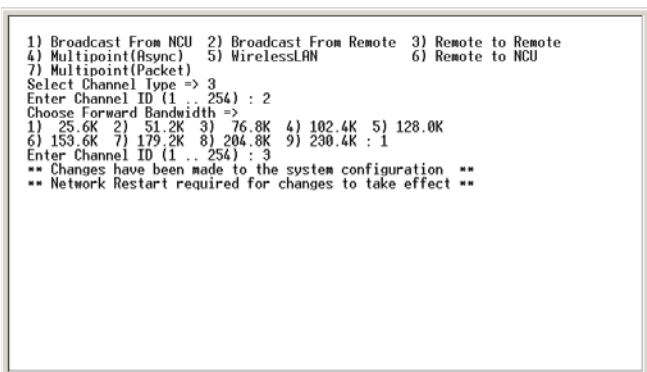 1) Broadcast From NCU 2) Broadcast From Remote 3) Remote to Remote
4) Multipoint(Async) 5) WirelessLAN 6) Remote to NCU
7) Multipoint(Packet)
Select Channel Type => 3
Enter Channel ID (1 .. 254) : 2
Choose Forward Bandwidth =>
1) 25.6K 2) 51.2K 3) 76.8K 4) 102.4K 5) 128.0K
6) 153.6K 7) 179.2K 8) 204.8K 9) 230.4K : 1
Enter Channel ID (1 .. 254) : 3
** Changes have been made to the system configuration **
** Network Restart required for changes to take effect **